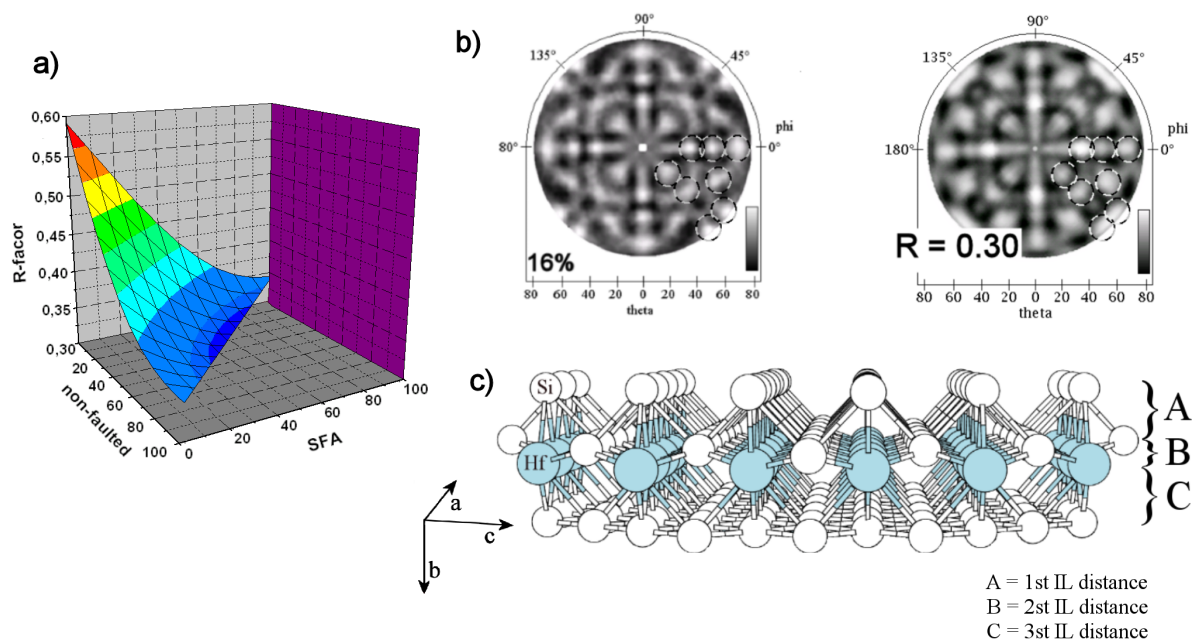 a)
0,60
0,55
0,50
0,45
0,40
0,35
0,30
R-facor
20
40
60
80
100
non-faulted
0
20
40
60
80
100
SFA
b)
90°
135°
45°
phi
80°
0°
16%
80 60 40 20 0 20 40 60 80
theta
90°
135°
45°
phi
180°
0°
R = 0.30
80 60 40 20 0 20 40 60 80
theta
c)
Si
Hf
A
B
C
a
c
b
A = 1st IL distance
B = 2st IL distance
C = 3st IL distance